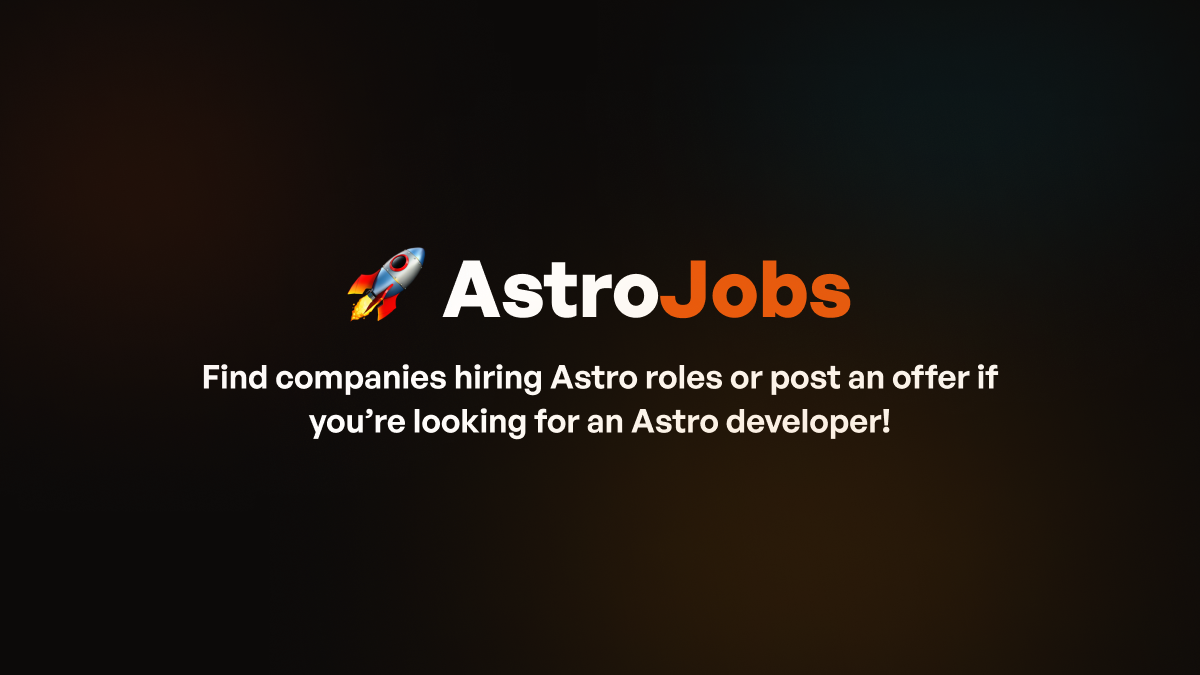 AstroJobs
Find companies hiring Astro roles or post an offer if
you’re looking for an Astro developer!